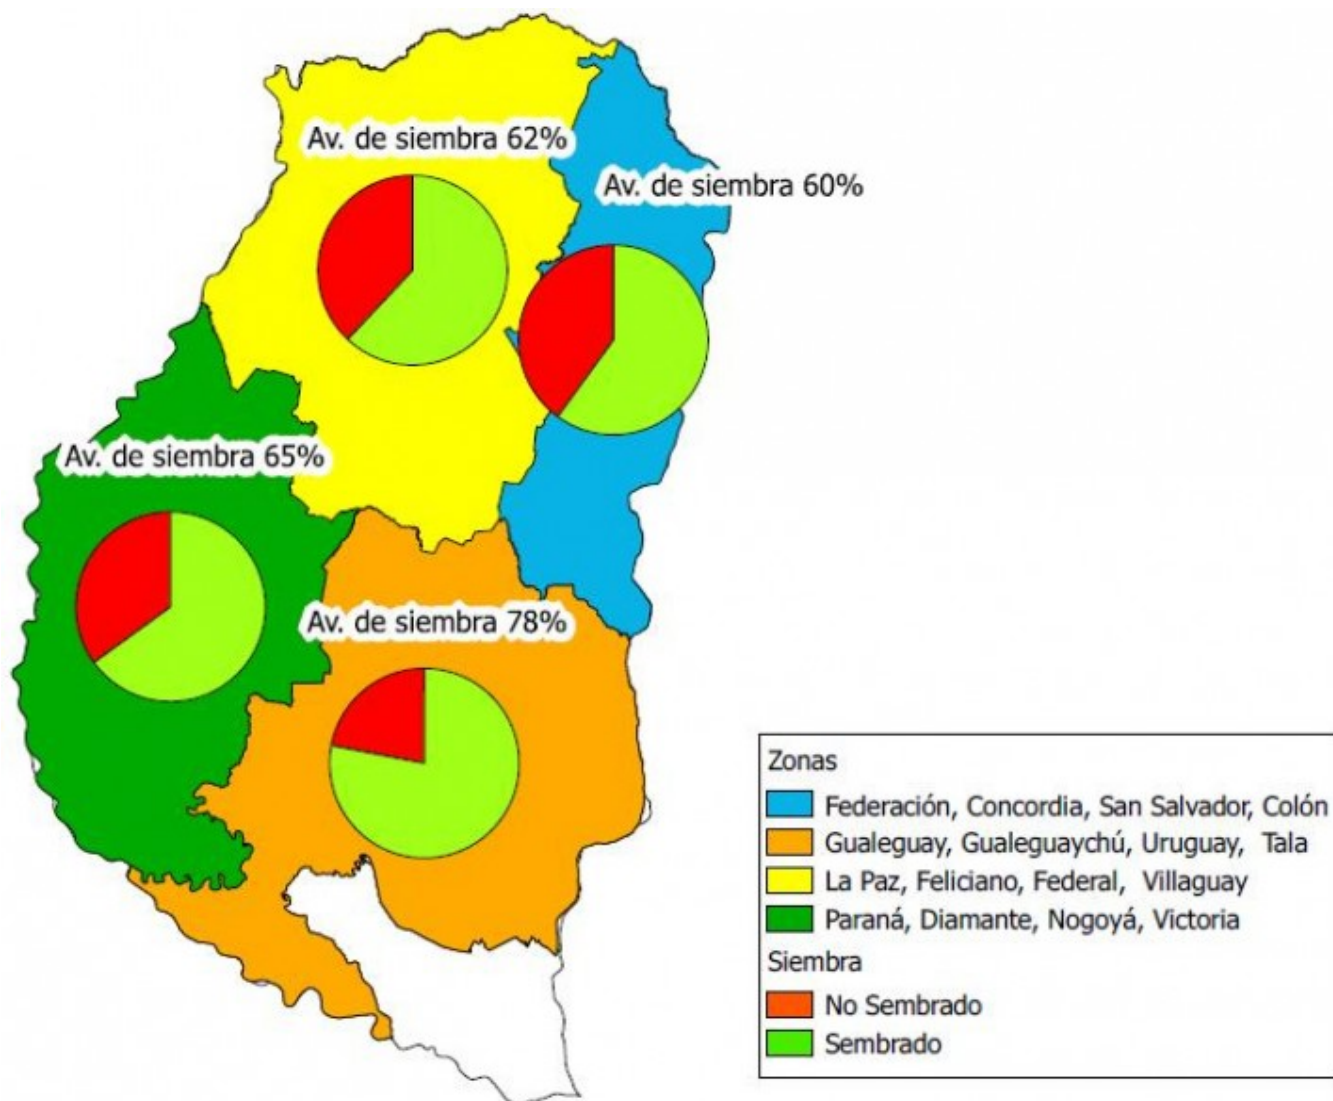 Av. de siembra 62%
Av. de siembra 60%
Av. de siembra 65%
Av. de siembra 78%
Zonas
Federación, Concordia, San Salvador, Colón
Gualeguay, Gualeguaychú, Uruguay, Tala
La Paz, Feliciano, Federal, Villaguay
Paraná, Diamante, Nogoyá, Victoria
Siembra
No Sembrado
Sembrado